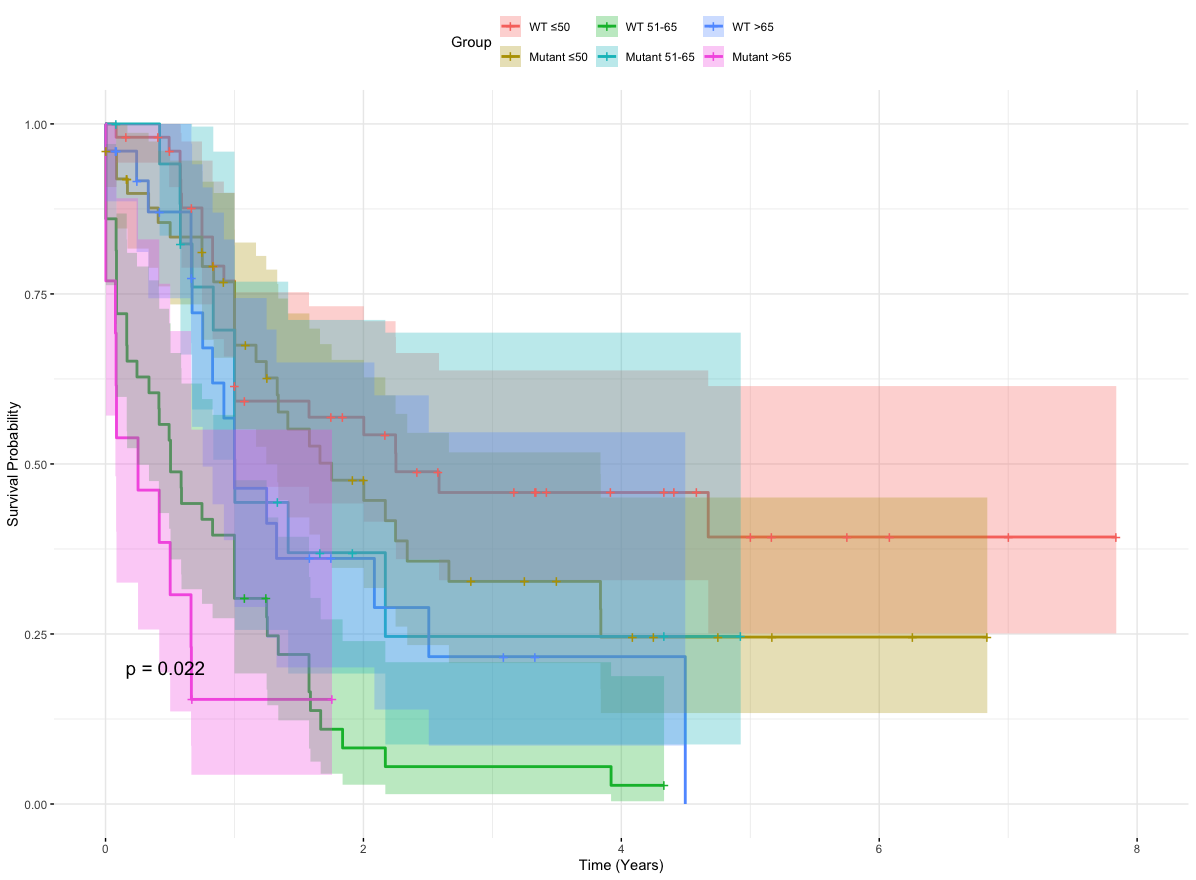 Group
WT ≤50
WT 51-65
WT >65
Mutant ≤50
Mutant 51-65
Mutant >65
1.00
0.75
0.50
0.25
0.00
Survival Probability
p = 0.022
0
2
4
6
8
Time (Years)